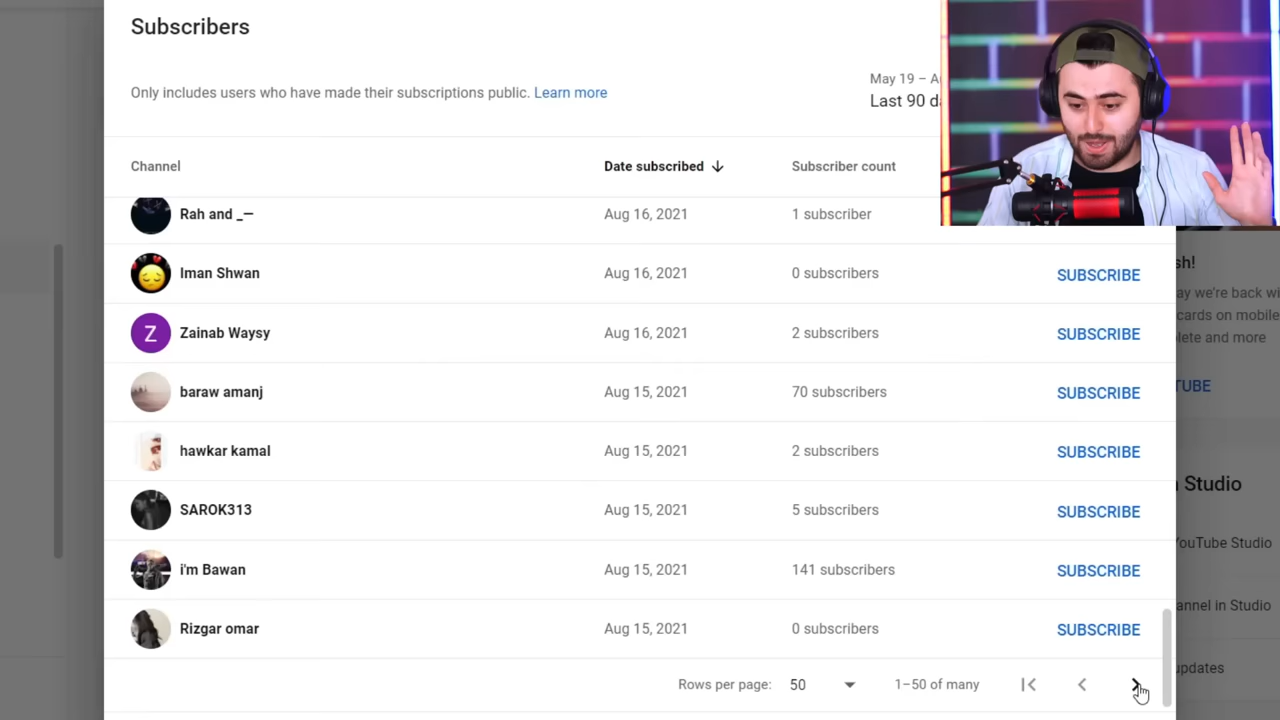 Subscribers
May 19 – A
Only includes users who have made their subscriptions public. Learn more
Last 90 d
Channel
Date subscribed
Subscriber count
Rah and _–
Aug 16, 2021
1 subscriber
sh!
Iman Shwan
Aug 16, 2021
0 subscribers
SUBSCRIBE
ay we're back wi
cards on mobile
Z
Zainab Waysy
Aug 16, 2021
2 subscribers
SUBSCRIBE
lete and more
TUBE
baraw amanj
Aug 15, 2021
70 subscribers
SUBSCRIBE
hawkar kamal
Aug 15, 2021
2 subscribers
SUBSCRIBE
Studio
SAROK313
Aug 15, 2021
5 subscribers
SUBSCRIBE
YouTube Studio
i'm Bawan
Aug 15, 2021
141 subscribers
SUBSCRIBE
annel in Studio
Rizgar omar
Aug 15, 2021
0 subscribers
SUBSCRIBE
updates
Rows per page:
50
1–50 of many